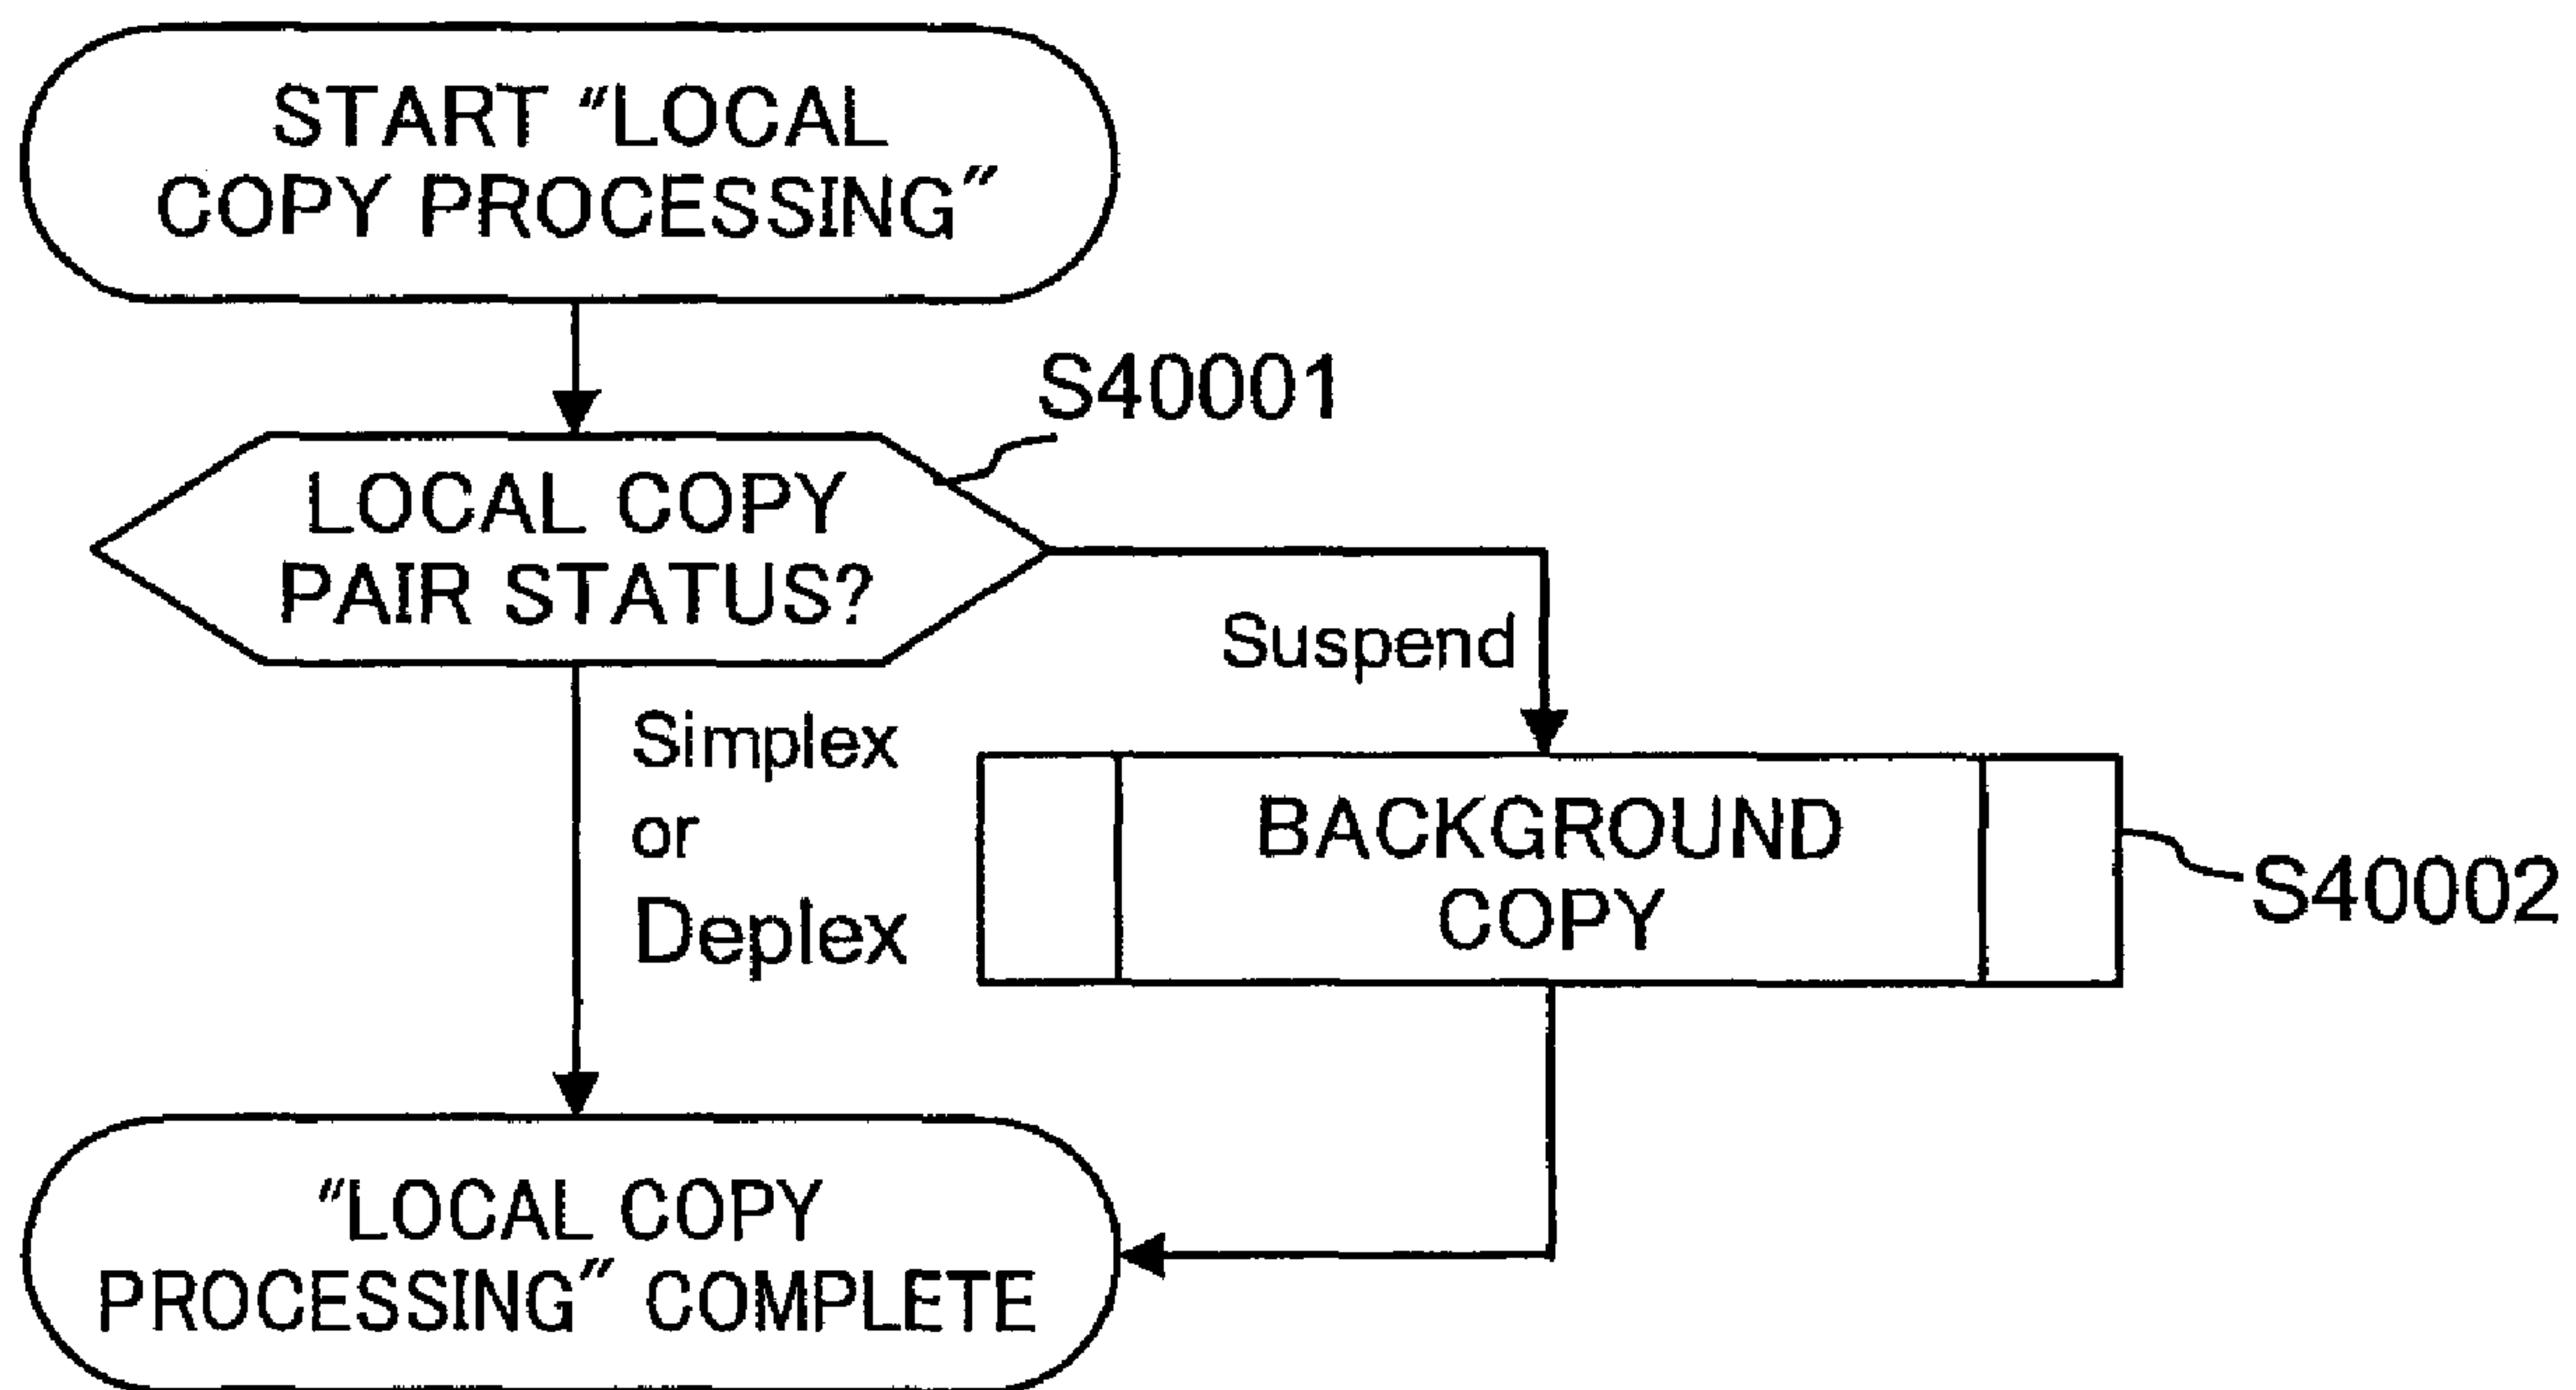 START “LOCAL
COPY PROCESSING”
S40001
LOCAL COPY
PAIR STATUS?
Suspend
Simplex
or
Deplex
BACKGROUND
COPY
S40002
“LOCAL COPY
PROCESSING” COMPLETE